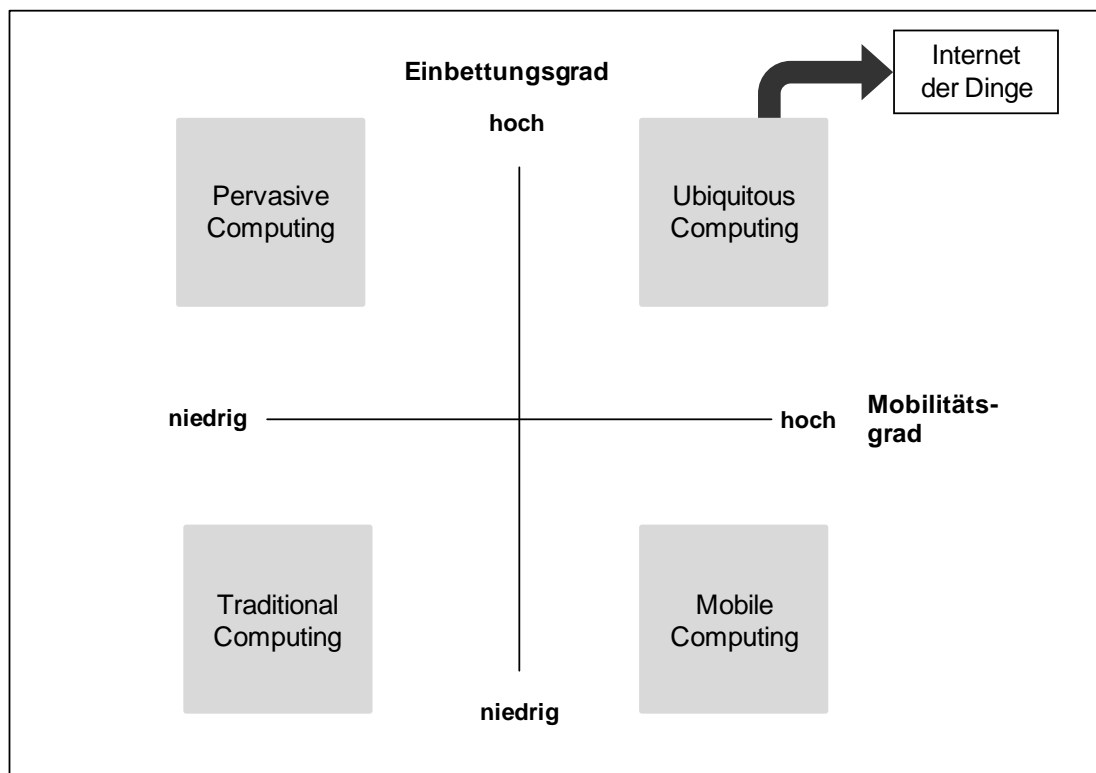 Einbettungsgrad
hoch
Internet
der Dinge
Pervasive
Computing
Ubiquitous
Computing
niedrig
hoch
Mobilitäts-
grad
Traditional
Computing
Mobile
Computing
niedrig